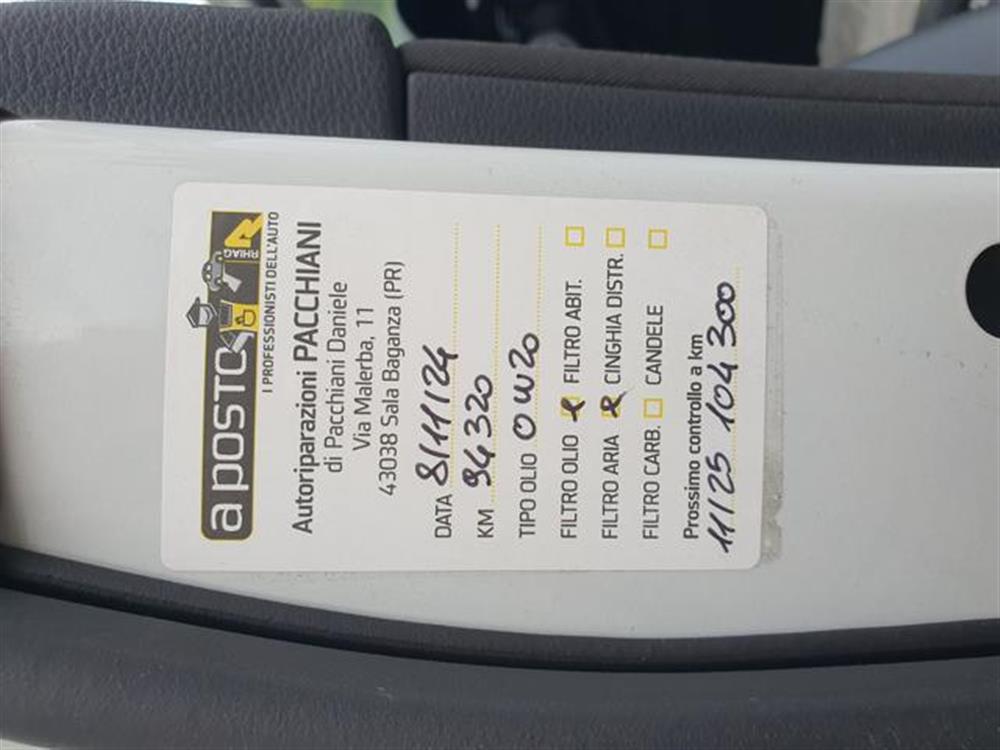 a POSTO
RHIAG
I PROFESSIONISTI DELL'AUTO
Autoriparazioni PACCHIANI
di Pacchiani Daniele
Via Malerba, 11
43038 Sala Baganza (PR)
DATA 8/11/24
KM 94320
TIPO OLIO 0W20
FILTRO OLIO FILTRO ABIT.
FILTRO ARIA CINGHIA DISTR.
FILTRO CARB. CANDELE
Prossimo controllo a km
11/25 104300